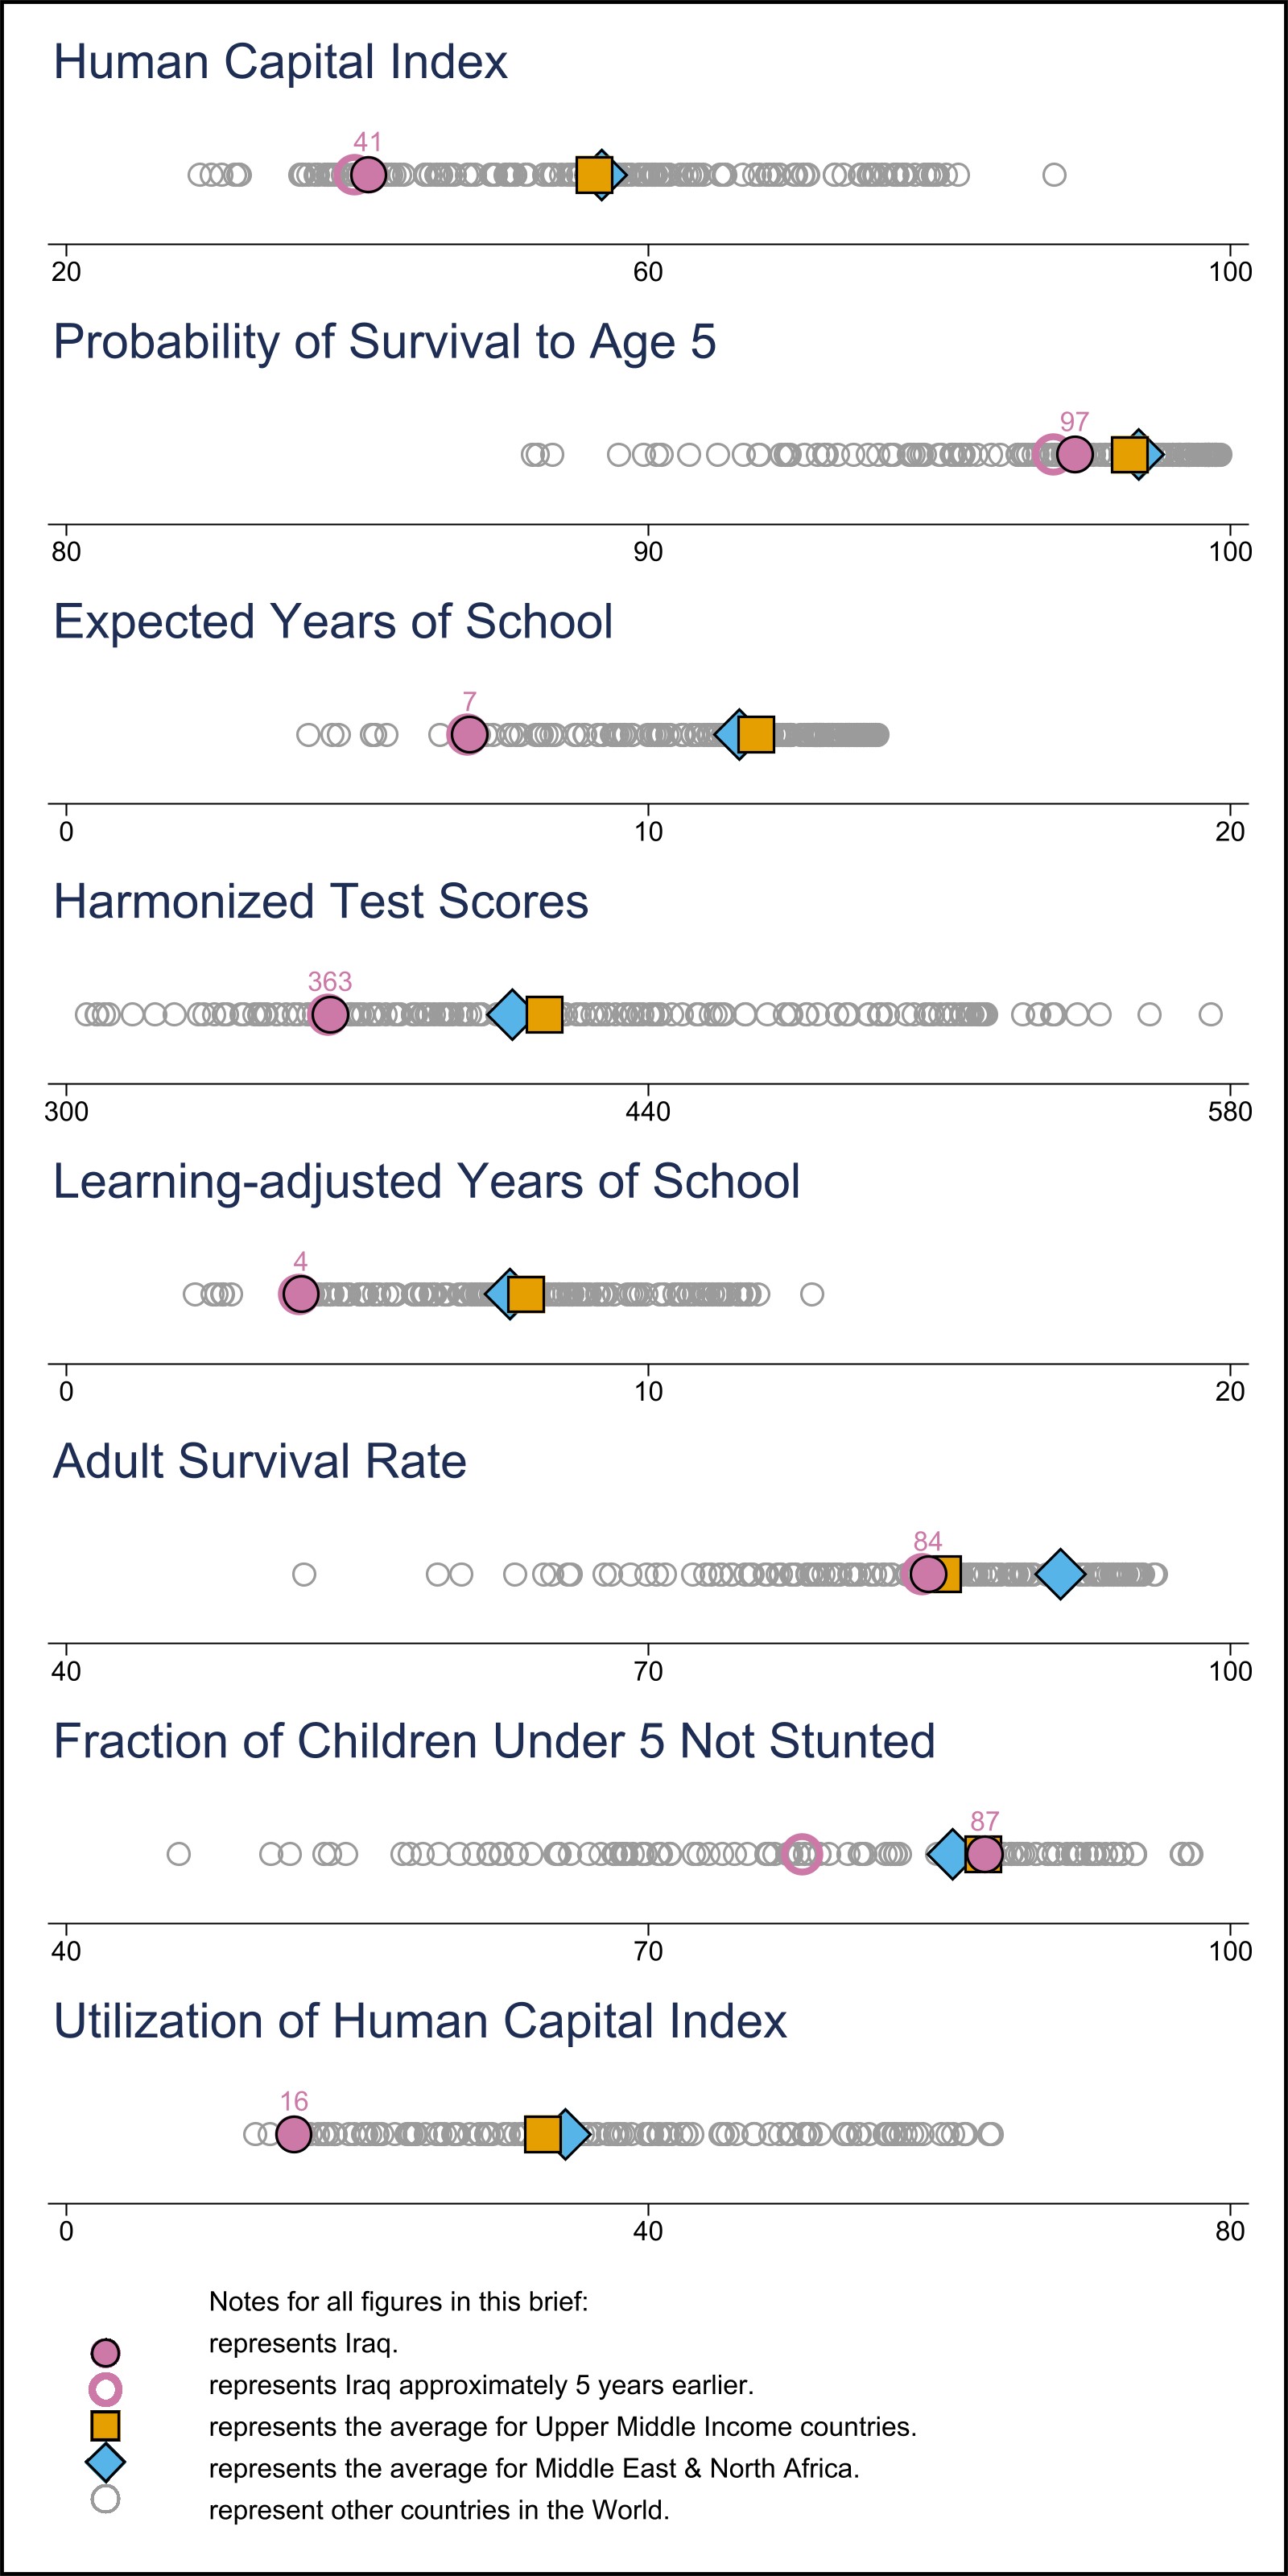 Human Capital Index
41
20 60 100
Probability of Survival to Age 5
97
80 90 100
Expected Years of School
7
0 10 20
Harmonized Test Scores
363
300 440 580
Learning-adjusted Years of School
4
0 10 20
Adult Survival Rate
84
40 70 100
Fraction of Children Under 5 Not Stunted
87
40 70 100
Utilization of Human Capital Index
16
0 40 80
Notes for all figures in this brief:
represents Iraq.
represents Iraq approximately 5 years earlier.
represents the average for Upper Middle Income countries.
represents the average for Middle East & North Africa.
represent other countries in the World.